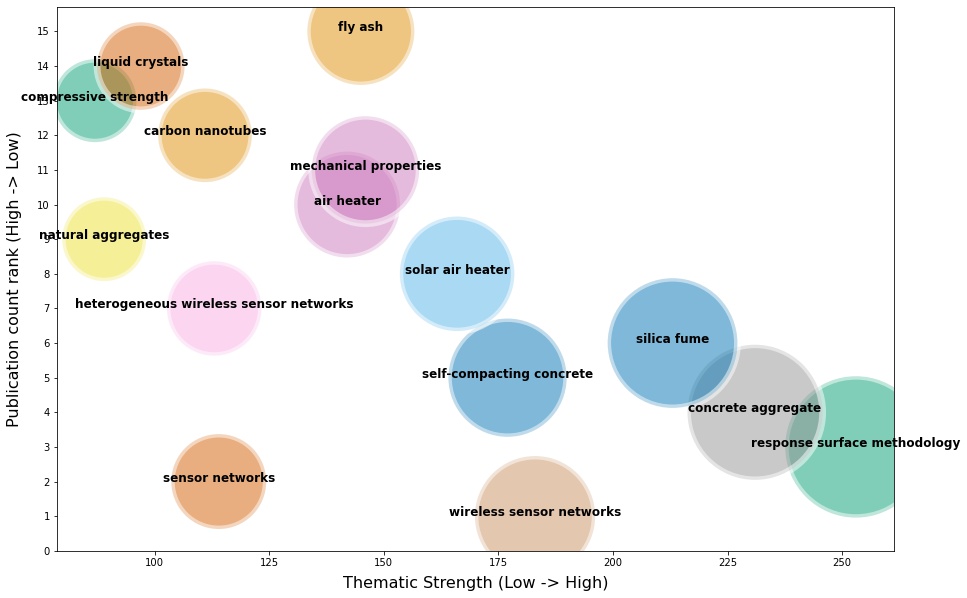 15
fly ash
14
liquid crystals
13
compressive strength
12
carbon nanotubes
11
mechanical properties
10
air heater
9
natural aggregates
8
solar air heater
7
heterogeneous wireless sensor networks
6
silica fume
5
self-compacting concrete
4
concrete aggregate
3
response surface methodology
2
sensor networks
1
wireless sensor networks
0
100 125 150 175 200 225 250
Thematic Strength (Low -> High)
Publication count rank (High -> Low)